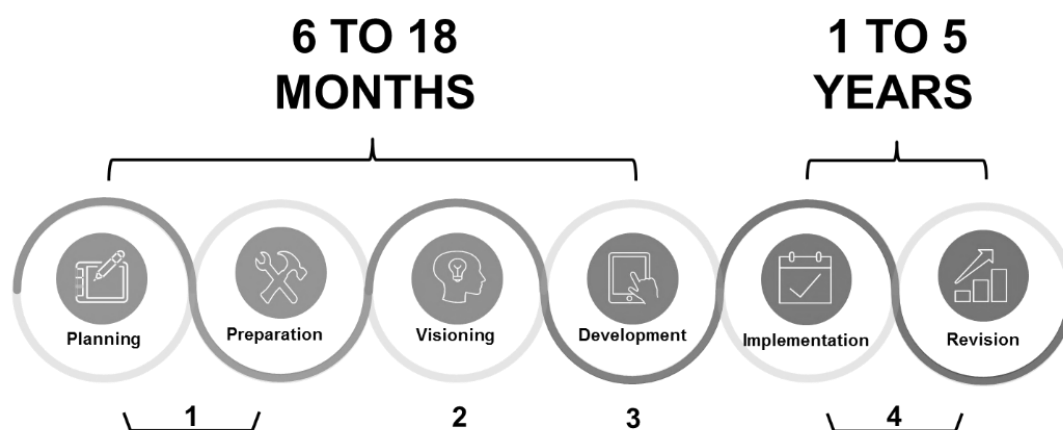 6 TO 18
MONTHS
1 TO 5
YEARS
Planning
Preparation
Visioning
Development
Implementation
Revision
1
2
3
4